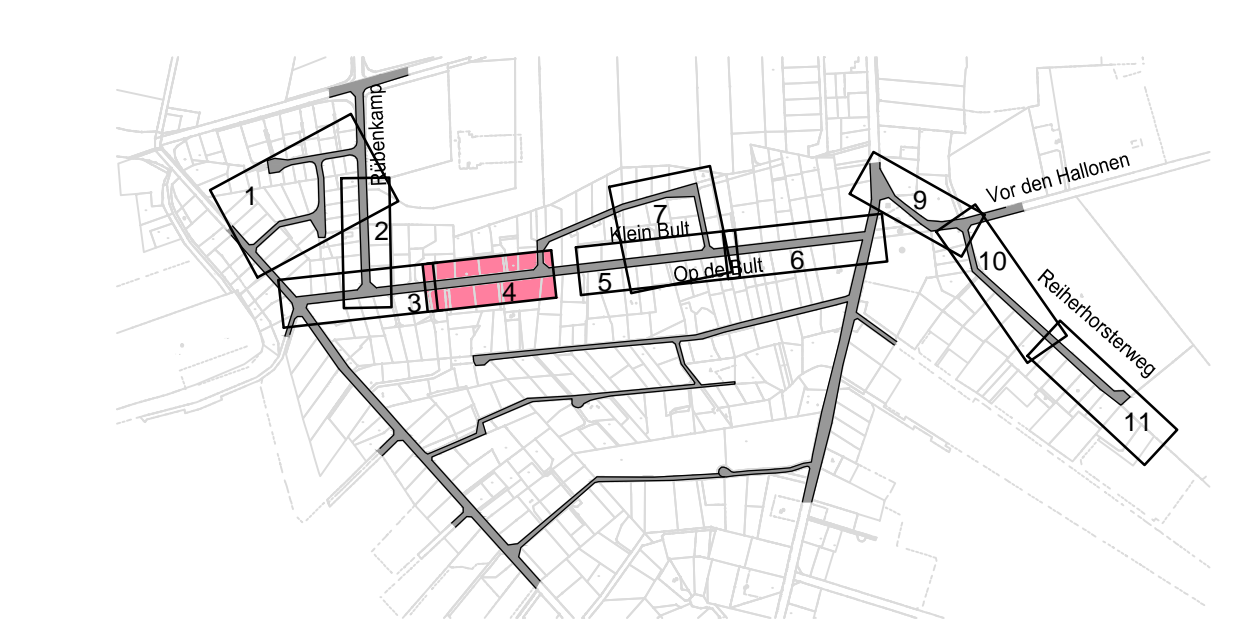 Rübenkamp
1
2
3
4
5
6
7
Klein Bult
Op de Bult
9
Vor den Hallonen
10
Reiherhorsterweg
11